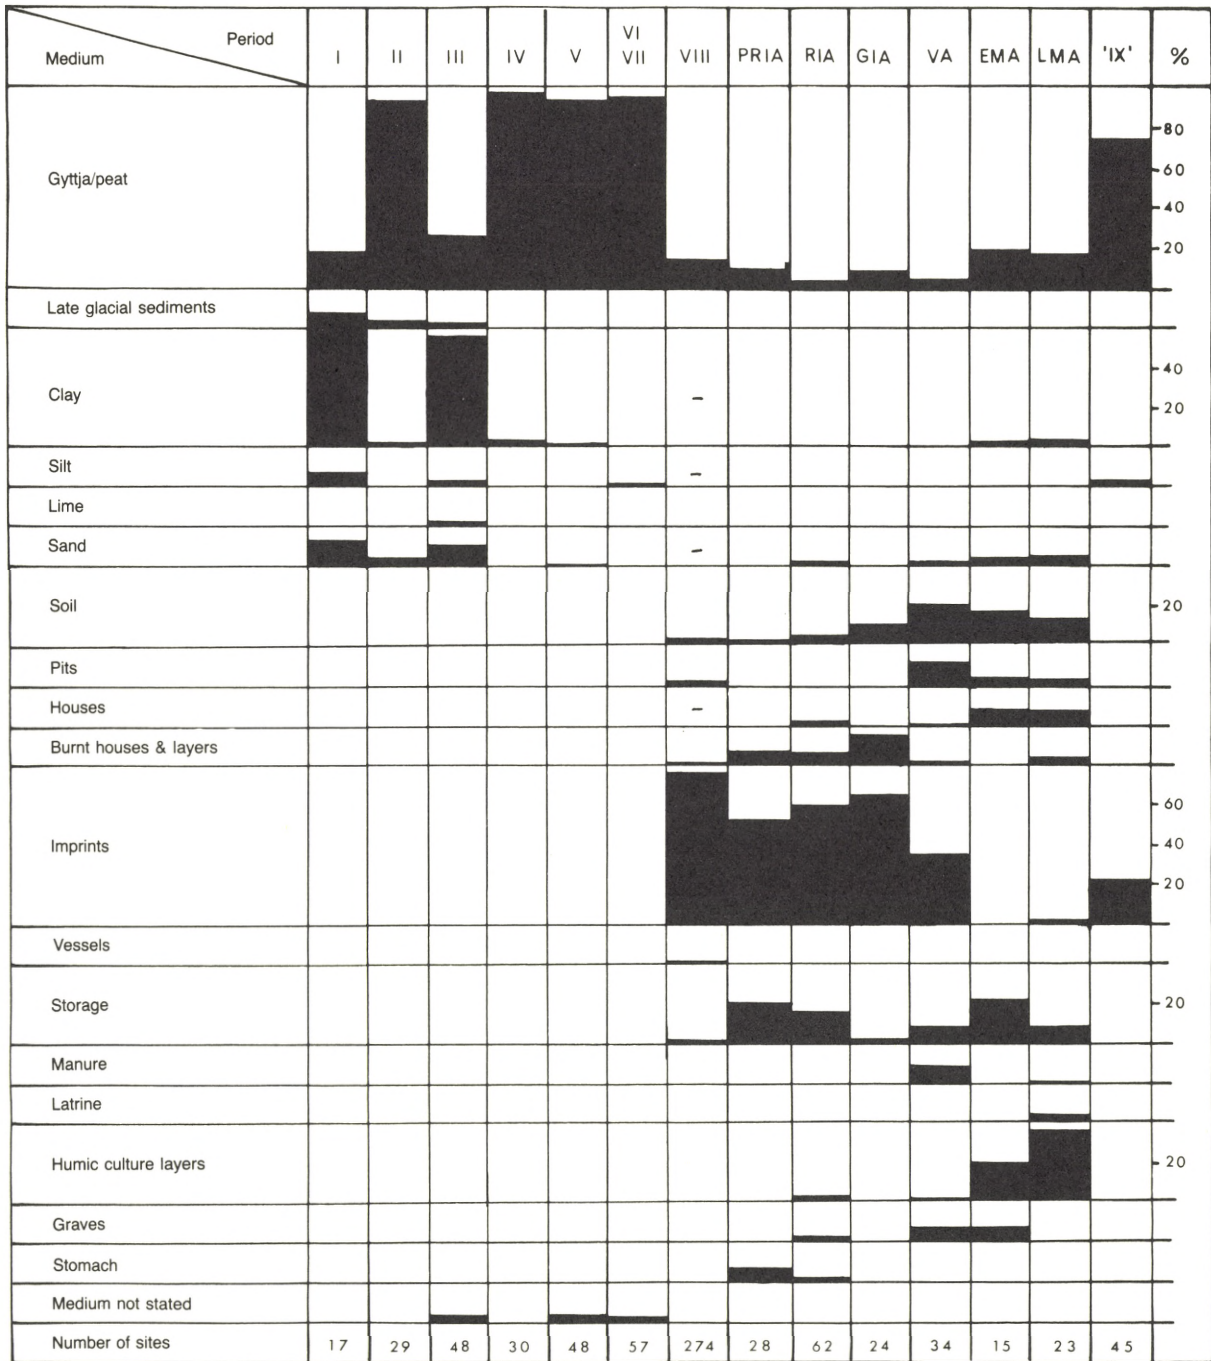 Period
Medium
I II III IV V VI VII VIII PRIA RIA GIA VA EMA LMA 'IX' %
Gyttja/peat
80
60
40
20
Late glacial sediments
Clay
40
20
Silt
Lime
Sand
Soil
20
Pits
Houses
Burnt houses & layers
Imprints
60
40
20
Vessels
Storage
20
Manure
Latrine
Humic culture layers
20
Graves
Stomach
Medium not stated
Number of sites 17 29 48 30 48 57 274 28 62 24 34 15 23 45